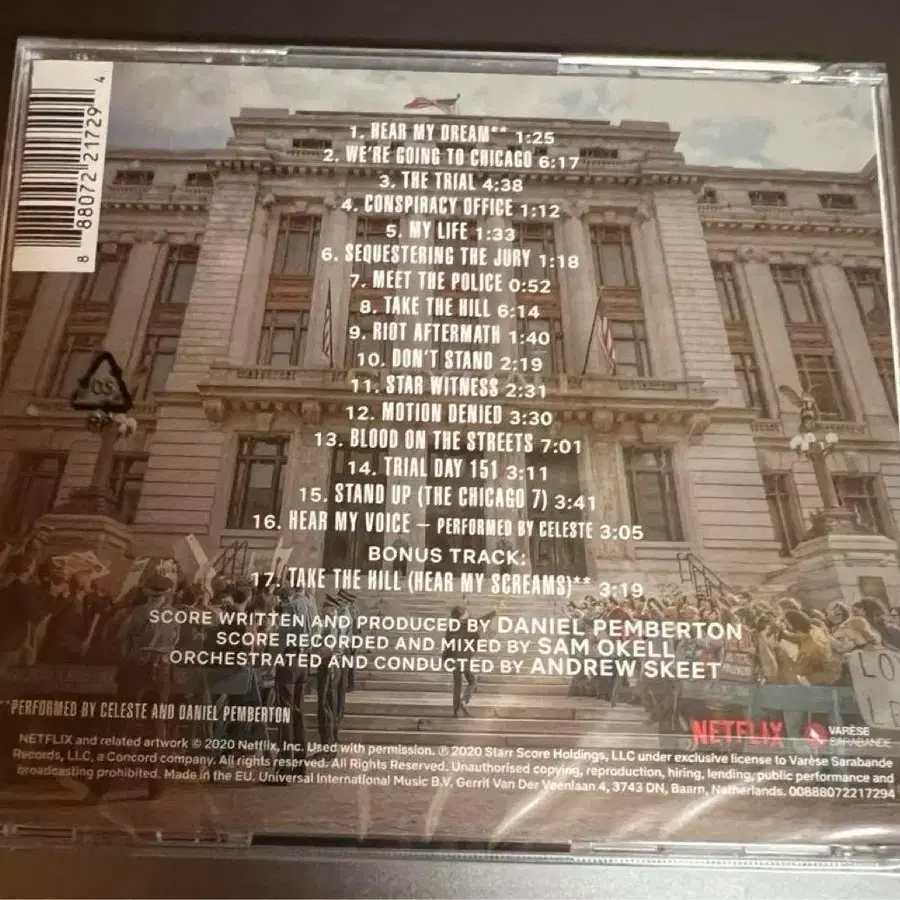 8 88072 21729 4
1. HEAR MY DREAM** 1:25
2. WE'RE GOING TO CHICAGO 6:17
3. THE TRIAL 4:38
4. CONSPIRACY OFFICE 1:12
5. MY LIFE 1:33
6. SEQUESTERING THE JURY 1:18
7. MEET THE POLICE 0:52
8. TAKE THE HILL 6:14
9. RIOT AFTERMATH 1:40
10. DON'T STAND 2:19
11. STAR WITNESS 2:31
12. MOTION DENIED 3:30
13. BLOOD ON THE STREETS 7:01
14. TRIAL DAY 151 3:11
15. STAND UP (THE CHICAGO 7) 3:41
16. HEAR MY VOICE – PERFORMED BY CELESTE 3:05
BONUS TRACK:
17. TAKE THE HILL (HEAR MY SCREAMS)** 3:19
SCORE WRITTEN AND PRODUCED BY DANIEL PEMBERTON
SCORE RECORDED AND MIXED BY SAM OKELL
ORCHESTRATED AND CONDUCTED BY ANDREW SKEET
**PERFORMED BY CELESTE AND DANIEL PEMBERTON
NETFLIX
VARÈSE
SARABANDE
NETFLIX and related artwork © 2020 Netflix, Inc. Used with permission. ℗ 2020 Starr Score Holdings, LLC under exclusive license to Varèse Sarabande
Records, LLC, a Concord company. All rights reserved. All Rights Reserved. Unauthorised copying, reproduction, hiring, lending, public performance and
broadcasting prohibited. Made in the EU. Universal International Music B.V. Gerrit Van Der Veenlaan 4, 3743 DN, Baarn, Netherlands. 00888072217294